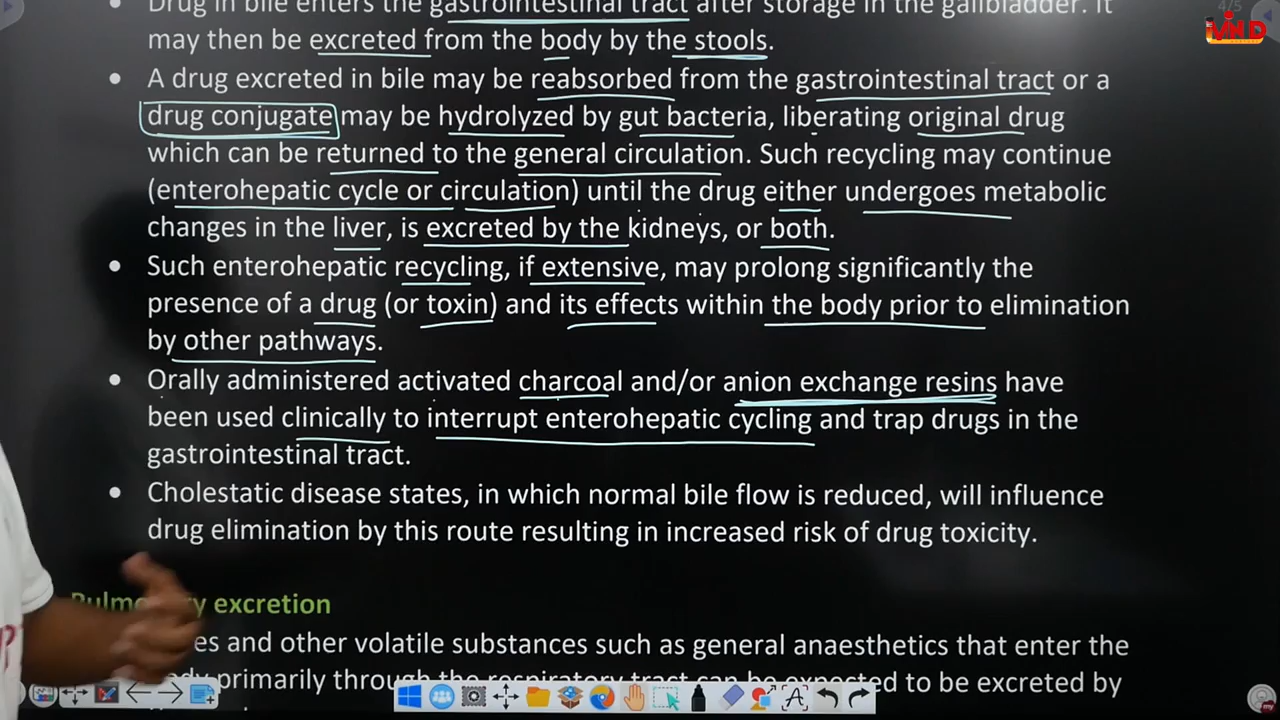 4/5
IMND
Drug in bile enters the gastrointestinal tract after storage in the gallbladder. It
may then be excreted from the body by the stools.
• A drug excreted in bile may be reabsorbed from the gastrointestinal tract or a
drug conjugate may be hydrolyzed by gut bacteria, liberating original drug
which can be returned to the general circulation. Such recycling may continue
(enterohepatic cycle or circulation) until the drug either undergoes metabolic
changes in the liver, is excreted by the kidneys, or both.
• Such enterohepatic recycling, if extensive, may prolong significantly the
presence of a drug (or toxin) and its effects within the body prior to elimination
by other pathways.
• Orally administered activated charcoal and/or anion exchange resins have
been used clinically to interrupt enterohepatic cycling and trap drugs in the
gastrointestinal tract.
• Cholestatic disease states, in which normal bile flow is reduced, will influence
drug elimination by this route resulting in increased risk of drug toxicity.
excretion
and other volatile substances such as general anaesthetics that enter the
primarily through the respiratory tract can be expected to be excreted by